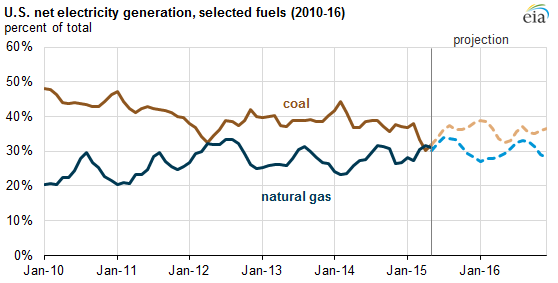 U.S. net electricity generation, selected fuels (2010-16)
percent of total
eia
projection
60%
50%
40%
30%
20%
10%
0%
coal
natural gas
Jan-10 Jan-11 Jan-12 Jan-13 Jan-14 Jan-15 Jan-16